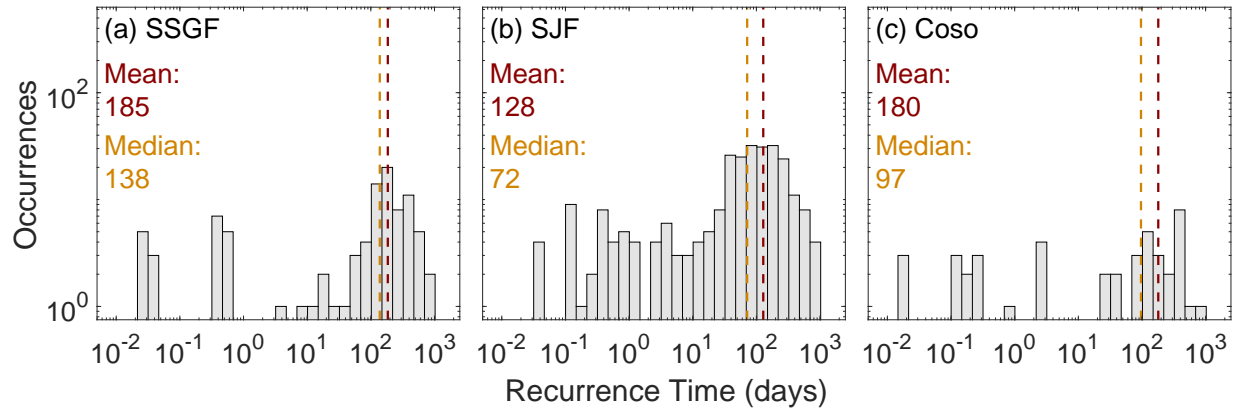 (a) SSGF
Mean:
185
Median:
138
(b) SJF
Mean:
128
Median:
72
(c) Coso
Mean:
180
Median:
97
Occurrences
10^2
10^0
10^-2 10^-1 10^0 10^1 10^2 10^3
10^-2 10^-1 10^0 10^1 10^2 10^3
10^-2 10^-1 10^0 10^1 10^2 10^3
Recurrence Time (days)